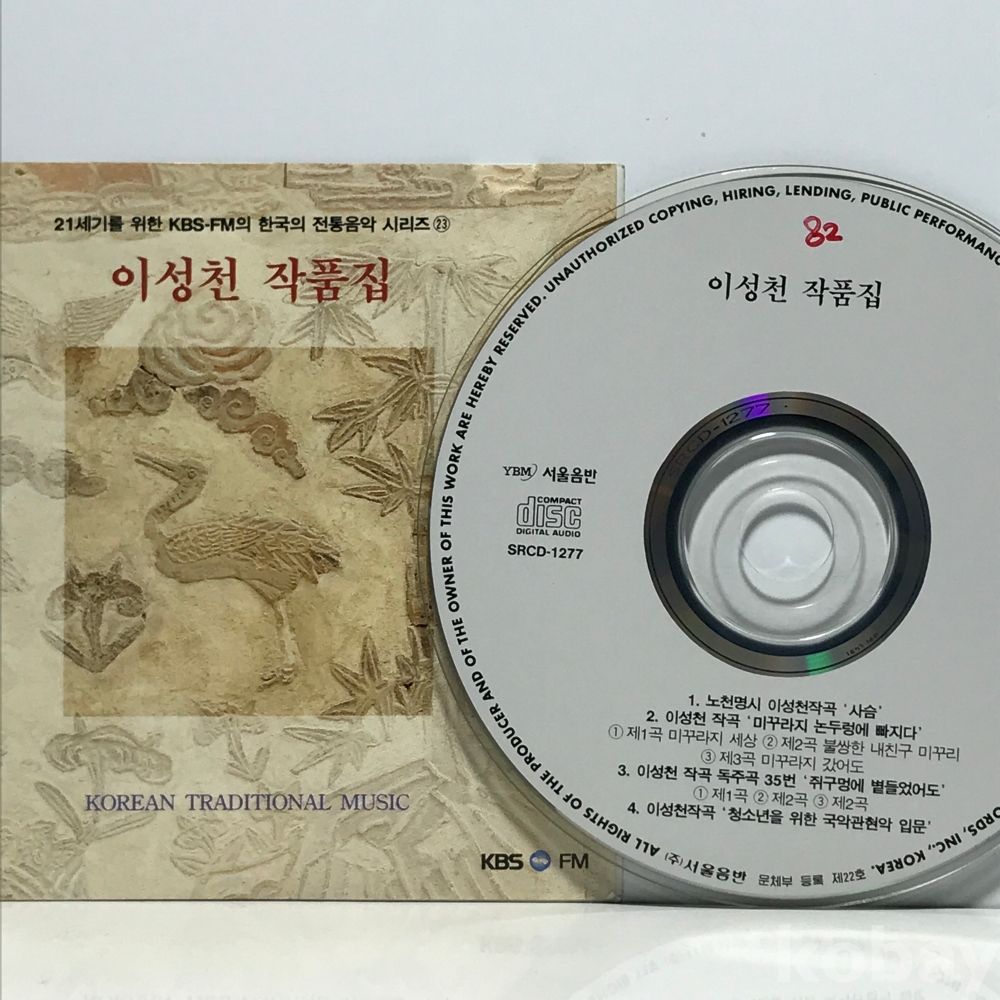 21세기를 위한 KBS-FM의 한국의 전통음악 시리즈㉓
이성천 작품집
KOREAN TRADITIONAL MUSIC
KBS FM
ALL RIGHTS OF THE PRODUCER AND OF THE OWNER OF THIS WORK ARE HEREBY RESERVED. UNAUTHORIZED COPYING, HIRING, LENDING, PUBLIC PERFORMANC
82
이성천 작품집
SRCD-1277
YBM 서울음반
COMPACT
disc
DIGITAL AUDIO
SRCD-1277
1. 노천명시 이성천작곡 '사슴'
2. 이성천 작곡 '미꾸라지 논두렁에 빠지다'
①제1곡 미꾸라지 세상 ②제2곡 불쌍한 내친구 미꾸리
③제3곡 미꾸라지 갔어도
3. 이성천 작곡 독주곡 35번 '쥐구멍에 볕들었어도'
①제1곡 ②제2곡 ③제2곡
4. 이성천작곡 '청소년을 위한 국악관현악 입문'
(주)서울음반 문체부 등록 제22호
ORDS, INC., KOREA.
kobay